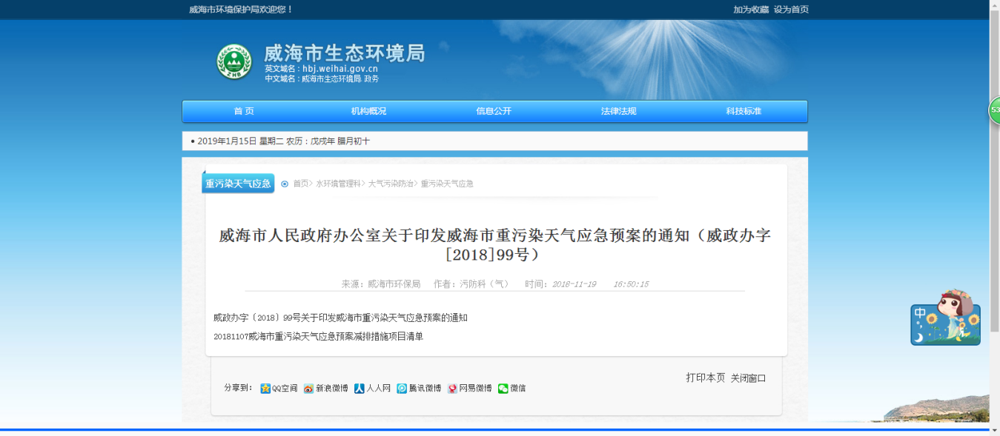 威海市环境保护局欢迎您！
加为收藏 设为首页
威海市生态环境局
英文域名：hbj.weihai.gov.cn
中文域名：威海市生态环境局.政务
ZHB
首 页 机构概况 信息公开 法律法规 科技标准
• 2019年1月15日 星期二 农历：戊戌年 腊月初十
重污染天气应急 首页> 水环境管理科> 大气污染防治> 重污染天气应急
威海市人民政府办公室关于印发威海市重污染天气应急预案的通知（威政办字
[2018]99号）
来源：威海市环保局 作者：污防科（气） 时间：2018-11-19 16:50:15
威政办字〔2018〕99号关于印发威海市重污染天气应急预案的通知
20181107威海市重污染天气应急预案减排措施项目清单
打印本页 关闭窗口
分享到： QQ空间 新浪微博 人人网 腾讯微博 网易微博 微信
53
中